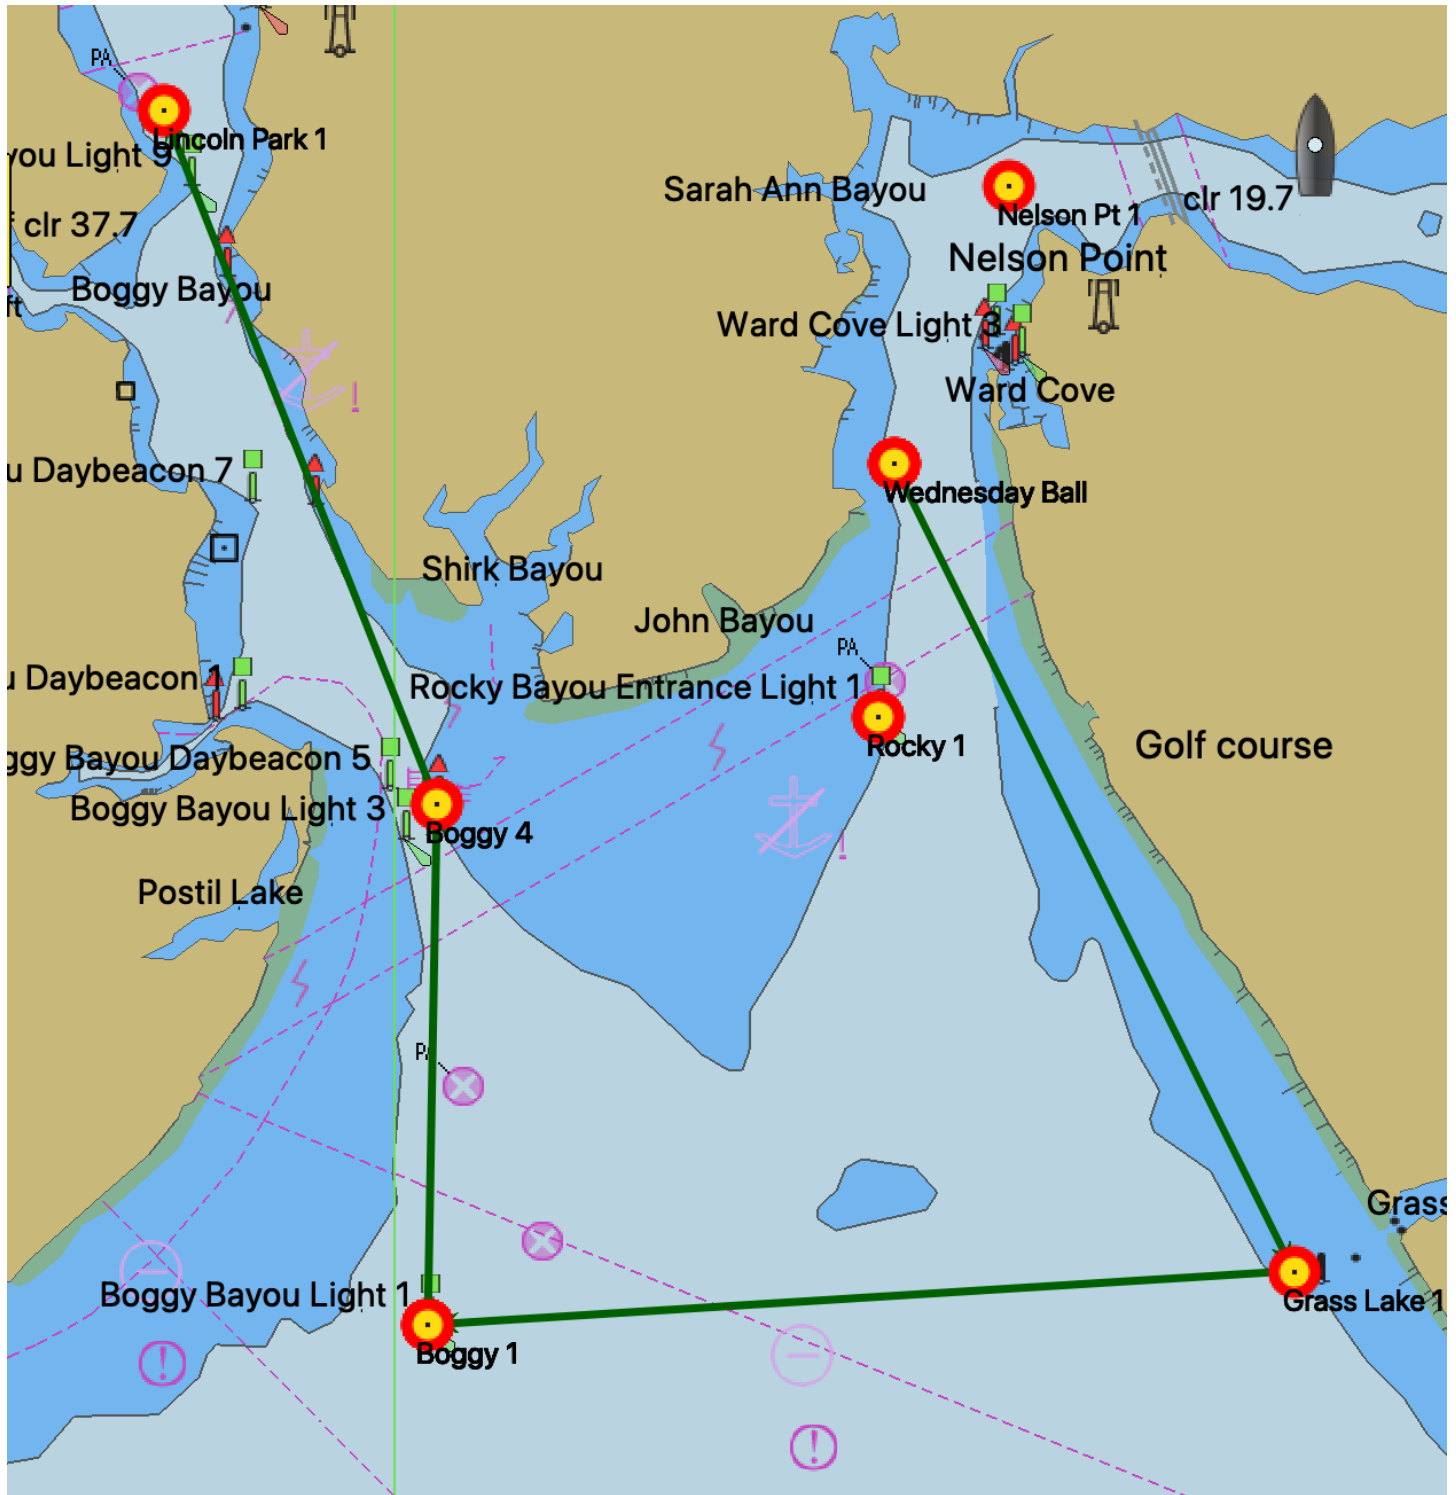 PA
Lincoln Park 1
you Light 9
clr 37.7
Sarah Ann Bayou
Nelson Pt 1
clr 19.7
Nelson Point
Boggy Bayou
ft
Ward Cove Light 3
Ward Cove
u Daybeacon 7
Wednesday Ball
Shirk Bayou
John Bayou
PA
u Daybeacon 1
Rocky Bayou Entrance Light 1
Rocky 1
Golf course
ggy Bayou Daybeacon 5
Boggy Bayou Light 3
Boggy 4
Postil Lake
PA
Grass
Boggy Bayou Light 1
Grass Lake 1
Boggy 1